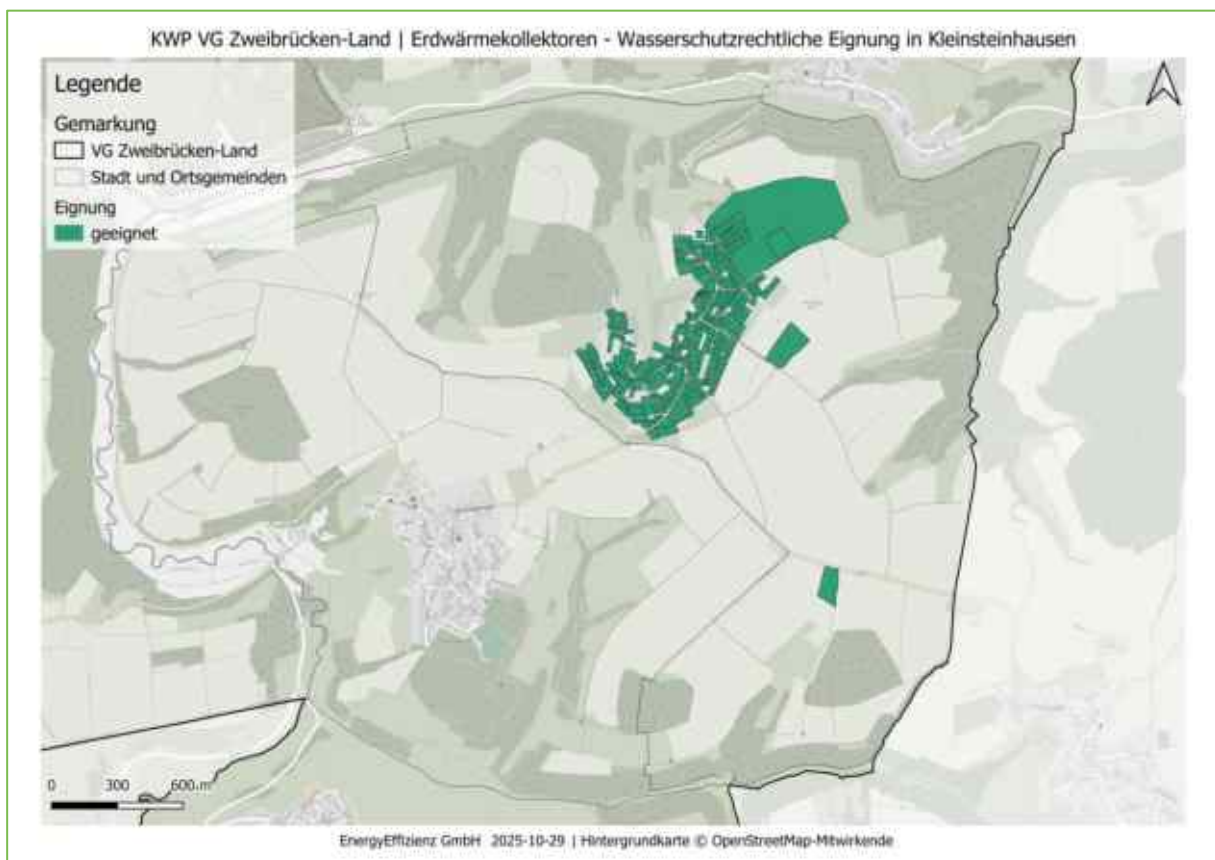 KWP VG Zweibrücken-Land | Erdwärmekollektoren - Wasserschutzrechtliche Eignung in Kleinsteinhausen
Legende
Gemarkung
VG Zweibrücken-Land
Stadt und Ortsgemeinden
Eignung
geeignet
0 300 600 m
EnergyEffizienz GmbH 2025-10-29 | Hintergrundkarte © OpenStreetMap-Mitwirkende